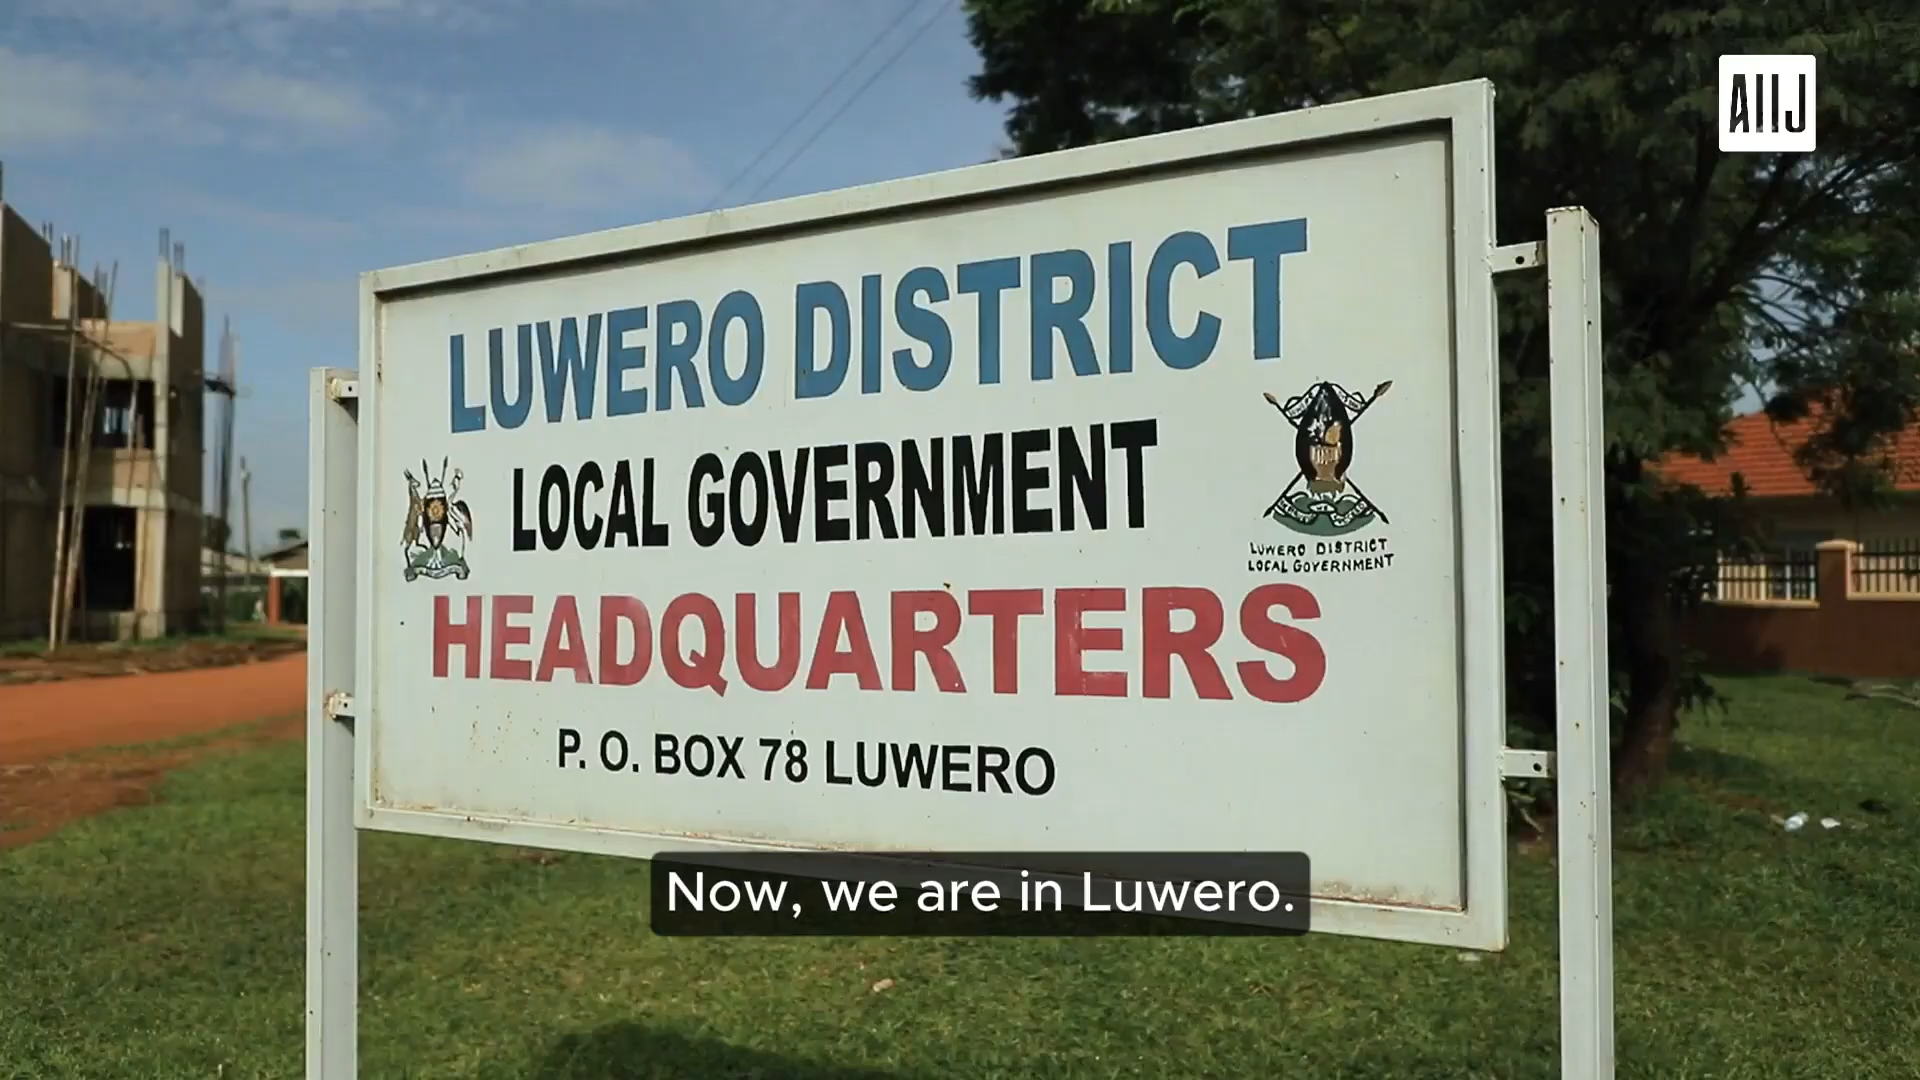 AIIJ
LUWERO DISTRICT
LOCAL GOVERNMENT
LUWERO DISTRICT
LOCAL GOVERNMENT
HEADQUARTERS
P. O. BOX 78 LUWERO
Now, we are in Luwero.